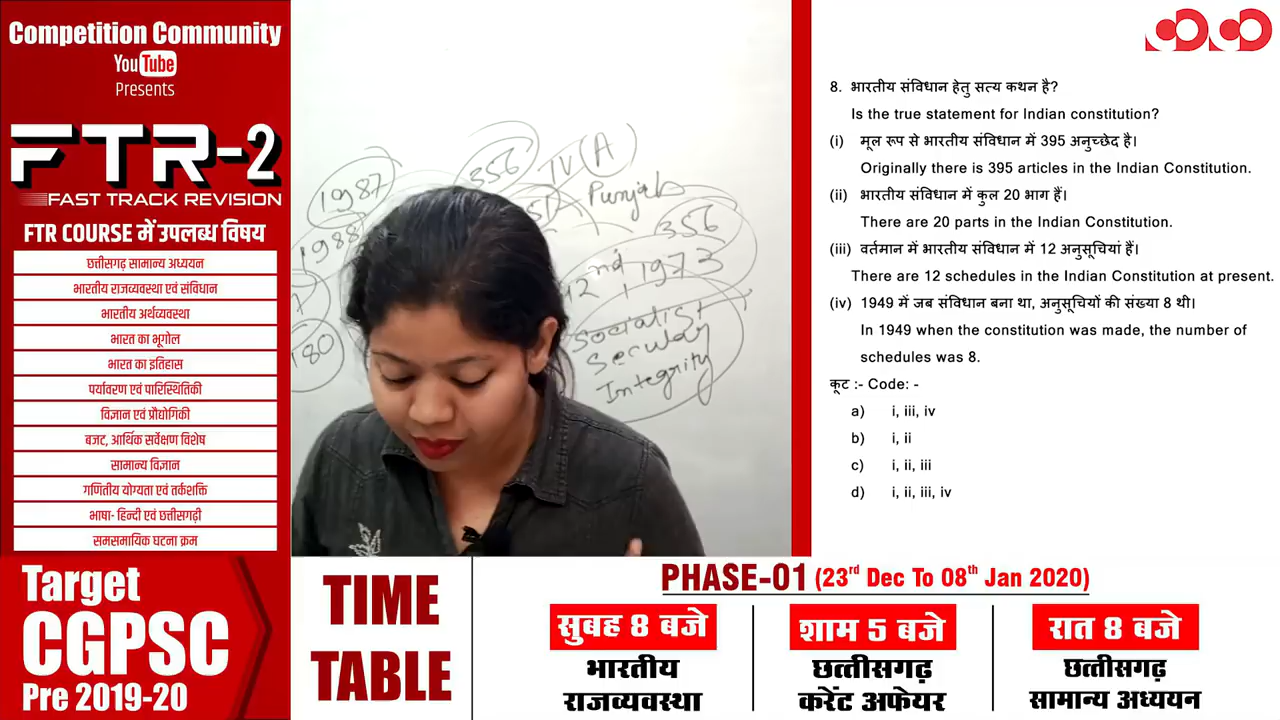 Competition Community
YouTube
Presents
FTR-2
FAST TRACK REVISION
FTR COURSE में उपलब्ध विषय
छत्तीसगढ़ सामान्य अध्ययन
भारतीय राजव्यवस्था एवं संविधान
भारतीय अर्थव्यवस्था
भारत का भूगोल
भारत का इतिहास
पर्यावरण एवं पारिस्थितिकी
विज्ञान एवं प्रौद्योगिकी
बजट, आर्थिक सर्वेक्षण विशेष
सामान्य विज्ञान
गणितीय योग्यता एवं तर्कशक्ति
भाषा- हिन्दी एवं छत्तीसगढ़ी
समसामयिक घटना क्रम
Target
CGPSC
Pre 2019-20
1987
1988
356
IV A
Punjab
356
nd 1973
Socialist
Secular
Integrity
8. भारतीय संविधान हेतु सत्य कथन है?
Is the true statement for Indian constitution?
(i) मूल रूप से भारतीय संविधान में 395 अनुच्छेद है।
Originally there is 395 articles in the Indian Constitution.
(ii) भारतीय संविधान में कुल 20 भाग हैं।
There are 20 parts in the Indian Constitution.
(iii) वर्तमान में भारतीय संविधान में 12 अनुसूचियां हैं।
There are 12 schedules in the Indian Constitution at present.
(iv) 1949 में जब संविधान बना था, अनुसूचियों की संख्या 8 थी।
In 1949 when the constitution was made, the number of
schedules was 8.
कूट :- Code: -
a) i, iii, iv
b) i, ii
c) i, ii, iii
d) i, ii, iii, iv
TIME
TABLE
PHASE-01 (23rd Dec To 08th Jan 2020)
सुबह 8 बजे
भारतीय
राजव्यवस्था
शाम 5 बजे
छत्तीसगढ़
करेंट अफेयर
रात 8 बजे
छत्तीसगढ़
सामान्य अध्ययन